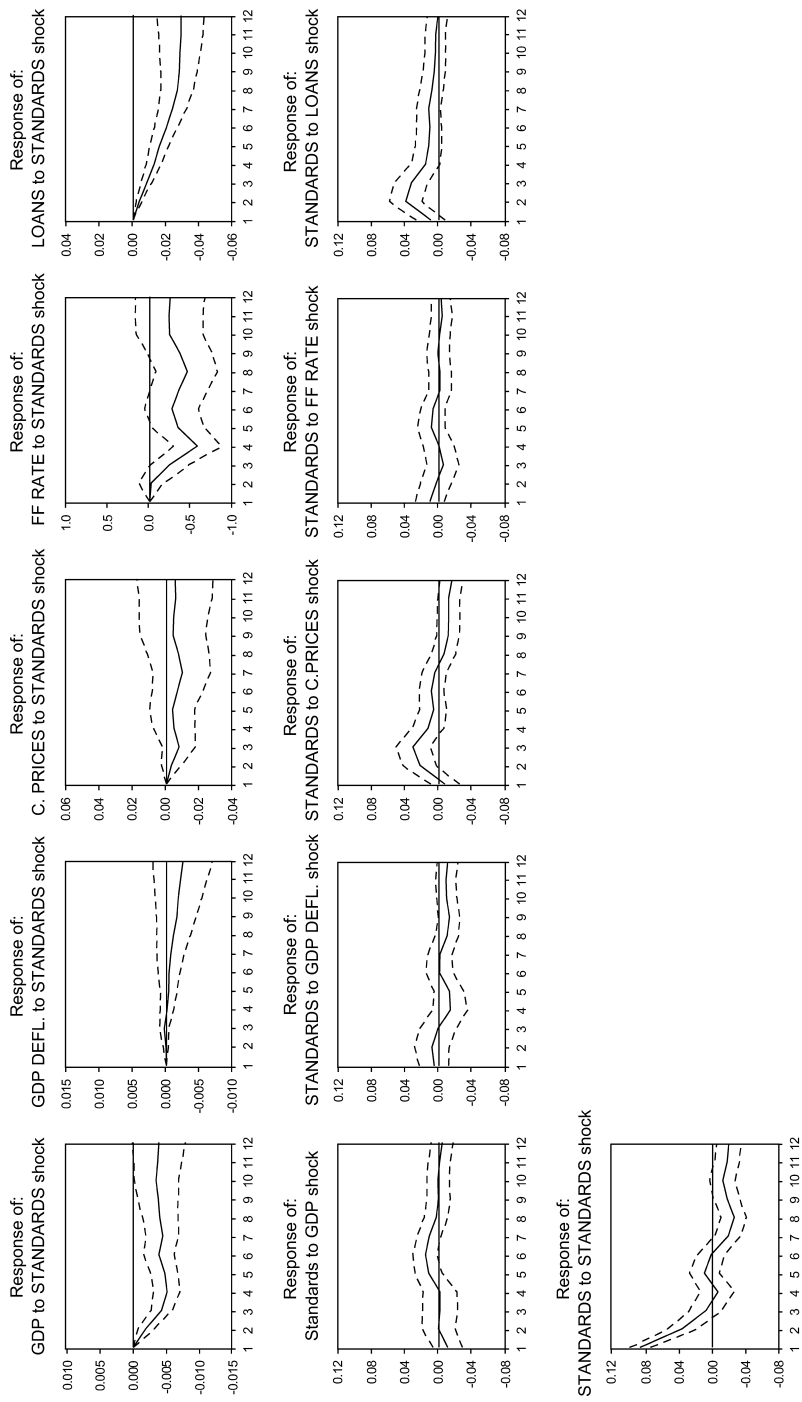 Response of:
GDP to STANDARDS shock
0.010
0.005
0.000
-0.005
-0.010
-0.015
1 2 3 4 5 6 7 8 9 10 11 12
Response of:
GDP DEFL. to STANDARDS shock
0.015
0.010
0.005
0.000
-0.005
-0.010
1 2 3 4 5 6 7 8 9 10 11 12
Response of:
C. PRICES to STANDARDS shock
0.06
0.04
0.02
0.00
-0.02
-0.04
1 2 3 4 5 6 7 8 9 10 11 12
Response of:
FF RATE to STANDARDS shock
1.0
0.5
0.0
-0.5
-1.0
1 2 3 4 5 6 7 8 9 10 11 12
Response of:
LOANS to STANDARDS shock
0.04
0.02
0.00
-0.02
-0.04
-0.06
1 2 3 4 5 6 7 8 9 10 11 12
Response of:
Standards to GDP shock
0.12
0.08
0.04
0.00
-0.04
-0.08
1 2 3 4 5 6 7 8 9 10 11 12
Response of:
STANDARDS to GDP DEFL. shock
0.12
0.08
0.04
0.00
-0.04
-0.08
1 2 3 4 5 6 7 8 9 10 11 12
Response of:
STANDARDS to C.PRICES shock
0.12
0.08
0.04
0.00
-0.04
-0.08
1 2 3 4 5 6 7 8 9 10 11 12
Response of:
STANDARDS to FF RATE shock
0.12
0.08
0.04
0.00
-0.04
-0.08
1 2 3 4 5 6 7 8 9 10 11 12
Response of:
STANDARDS to LOANS shock
0.12
0.08
0.04
0.00
-0.04
-0.08
1 2 3 4 5 6 7 8 9 10 11 12
Response of:
STANDARDS to STANDARDS shock
0.12
0.08
0.04
0.00
-0.04
-0.08
1 2 3 4 5 6 7 8 9 10 11 12